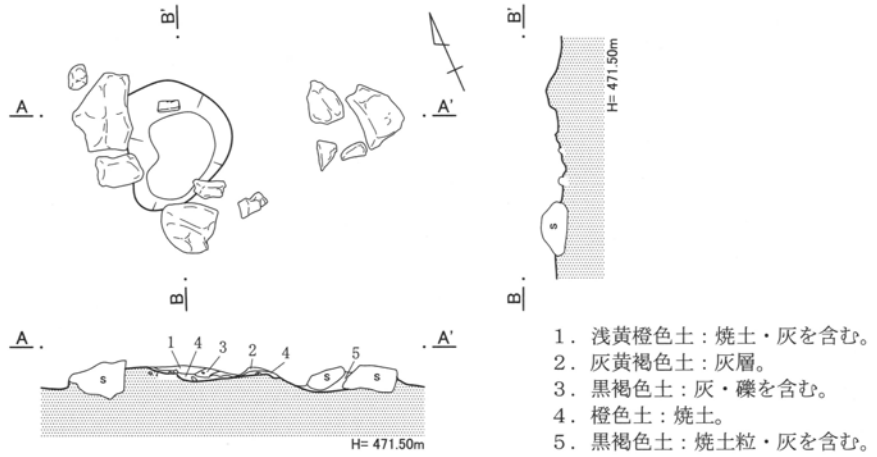 B'
B'
A
A'
H= 471.50m
S
B
B
A
1
4
3
2
4
5
A'
S
S
S
H= 471.50m
1．浅黄橙色土：焼土・灰を含む。
2．灰黄褐色土：灰層。
3．黒褐色土：灰・礫を含む。
4．橙色土：焼土。
5．黒褐色土：焼土粒・灰を含む。